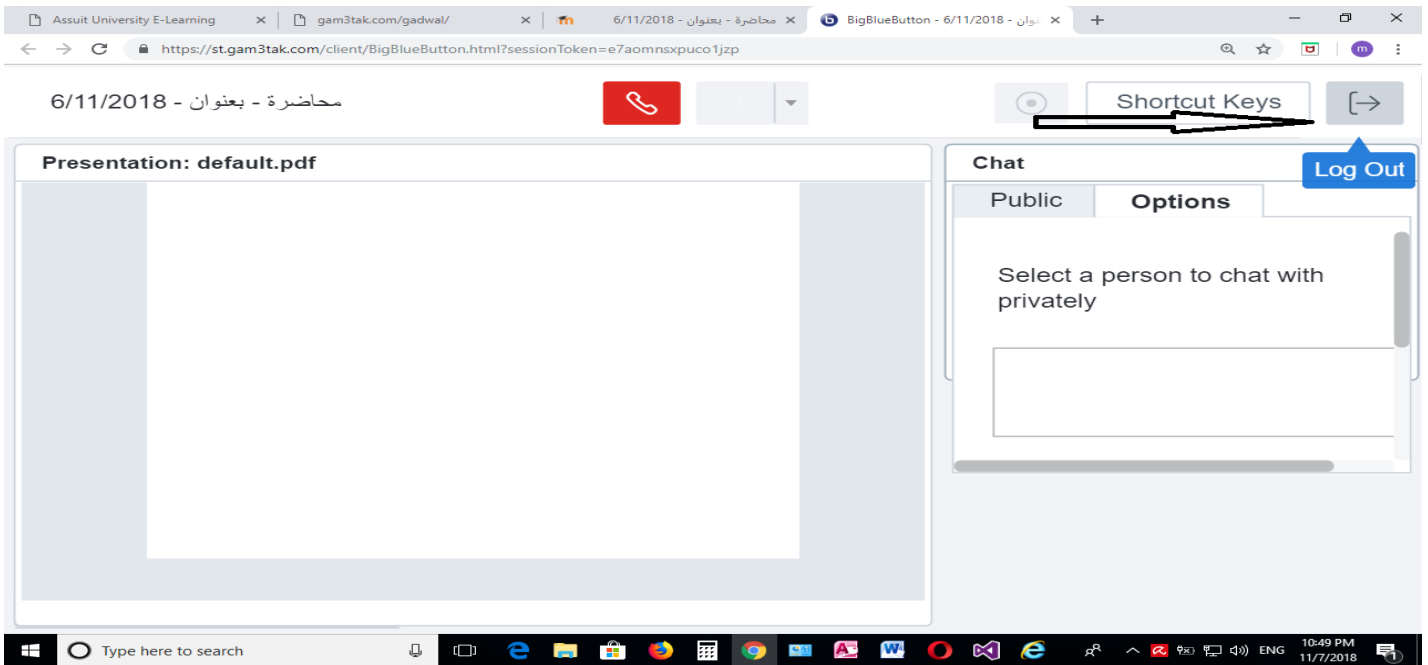 Assuit University E-Learning
gam3tak.com/gadwal/
محاضرة - بعنوان - 6/11/2018
BigBlueButton - 6/11/2018 - وان
https://st.gam3tak.com/client/BigBlueButton.html?sessionToken=e7aomnsxpuco1jzp
m
محاضرة - بعنوان - 6/11/2018
Shortcut Keys
Log Out
Presentation: default.pdf
Chat
Public
Options
Select a person to chat with
privately
Type here to search
ENG
10:49 PM
11/7/2018
1